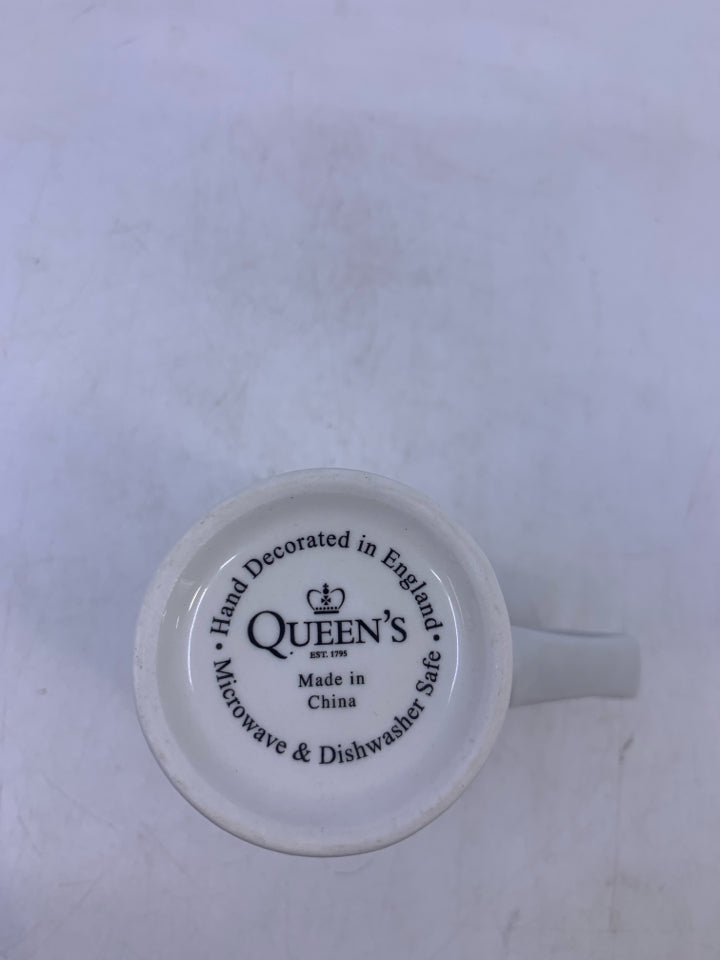 • Hand Decorated in England •
QUEEN'S
EST. 1795
Made in
China
Microwave & Dishwasher Safe